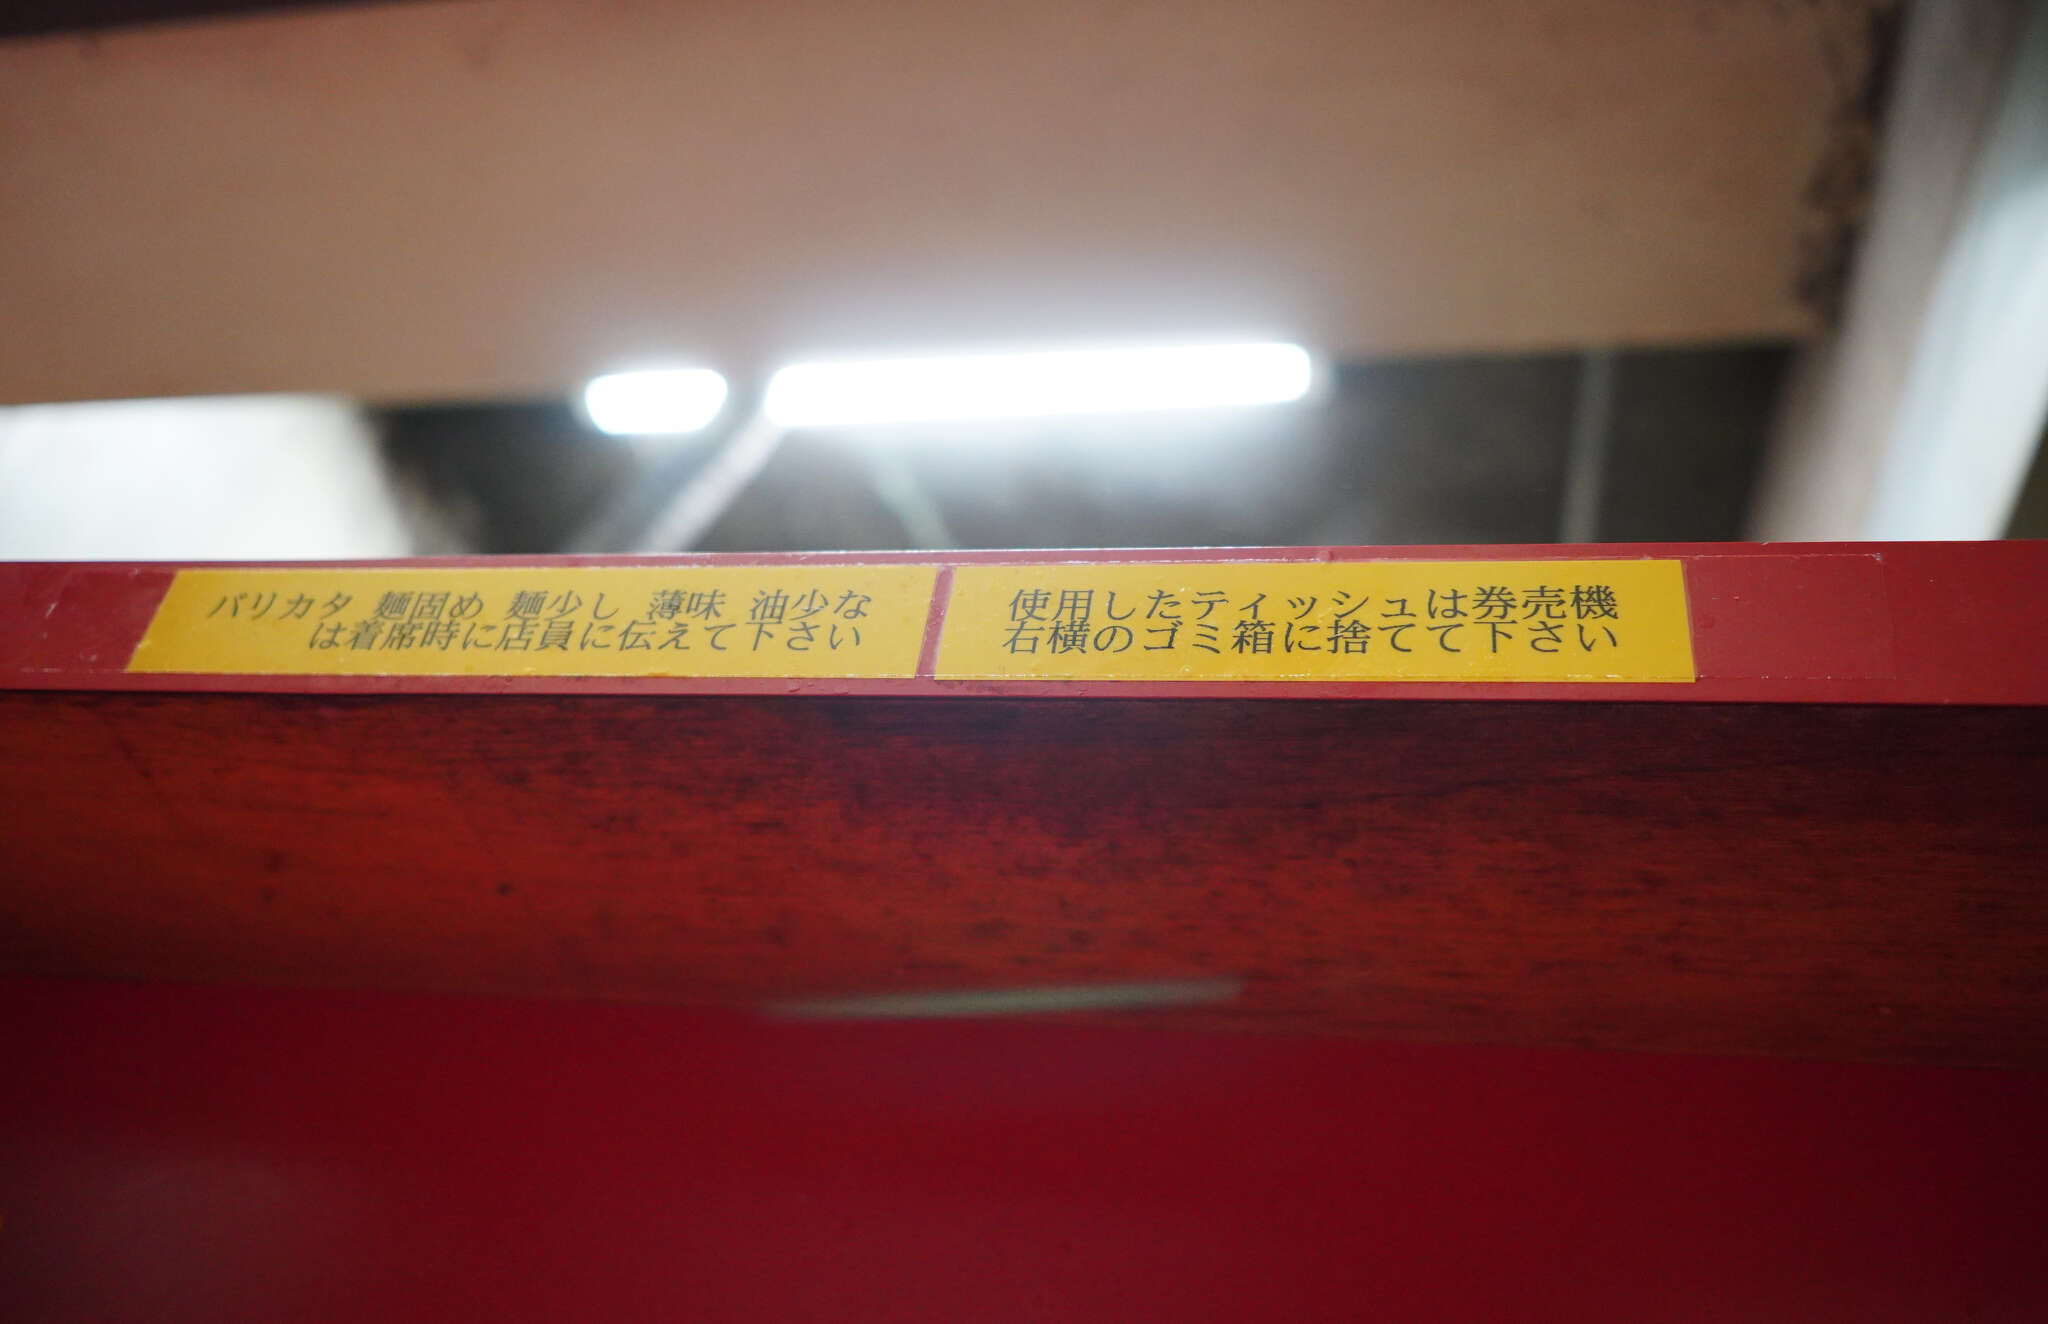 バリカタ 麺固め 麺少し 薄味 油少な
は着席時に店員に伝えて下さい
使用したティッシュは券売機
右横のゴミ箱に捨てて下さい